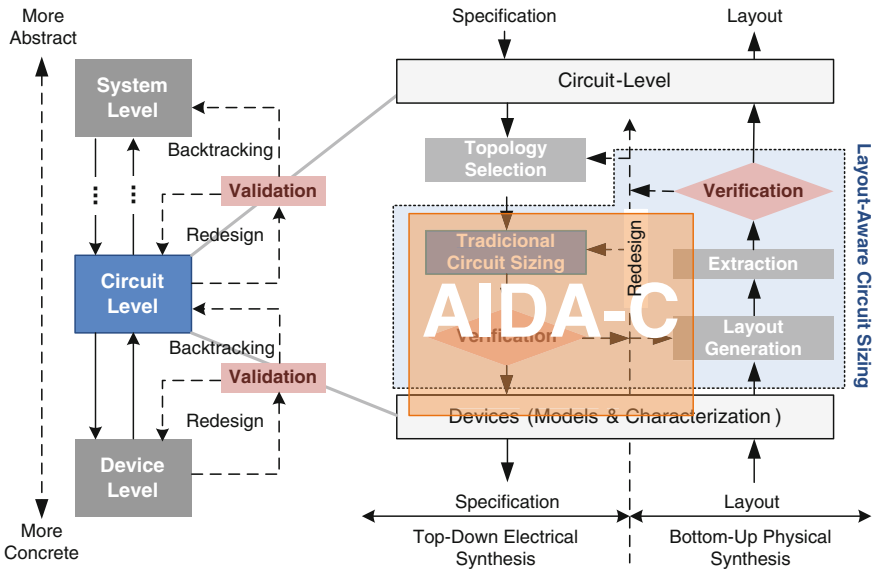 More
Abstract
System
Level
Backtracking
Validation
Redesign
Circuit
Level
Backtracking
Validation
Redesign
Device
Level
More
Concrete
Specification
Layout
Circuit-Level
Topology
Selection
Verification
Tradicional
Circuit Sizing
Redesign
Extraction
AIDA-C
Verification
Layout
Generation
Layout-Aware Circuit Sizing
Devices (Models & Characterization )
Specification
Layout
Top-Down Electrical
Synthesis
Bottom-Up Physical
Synthesis